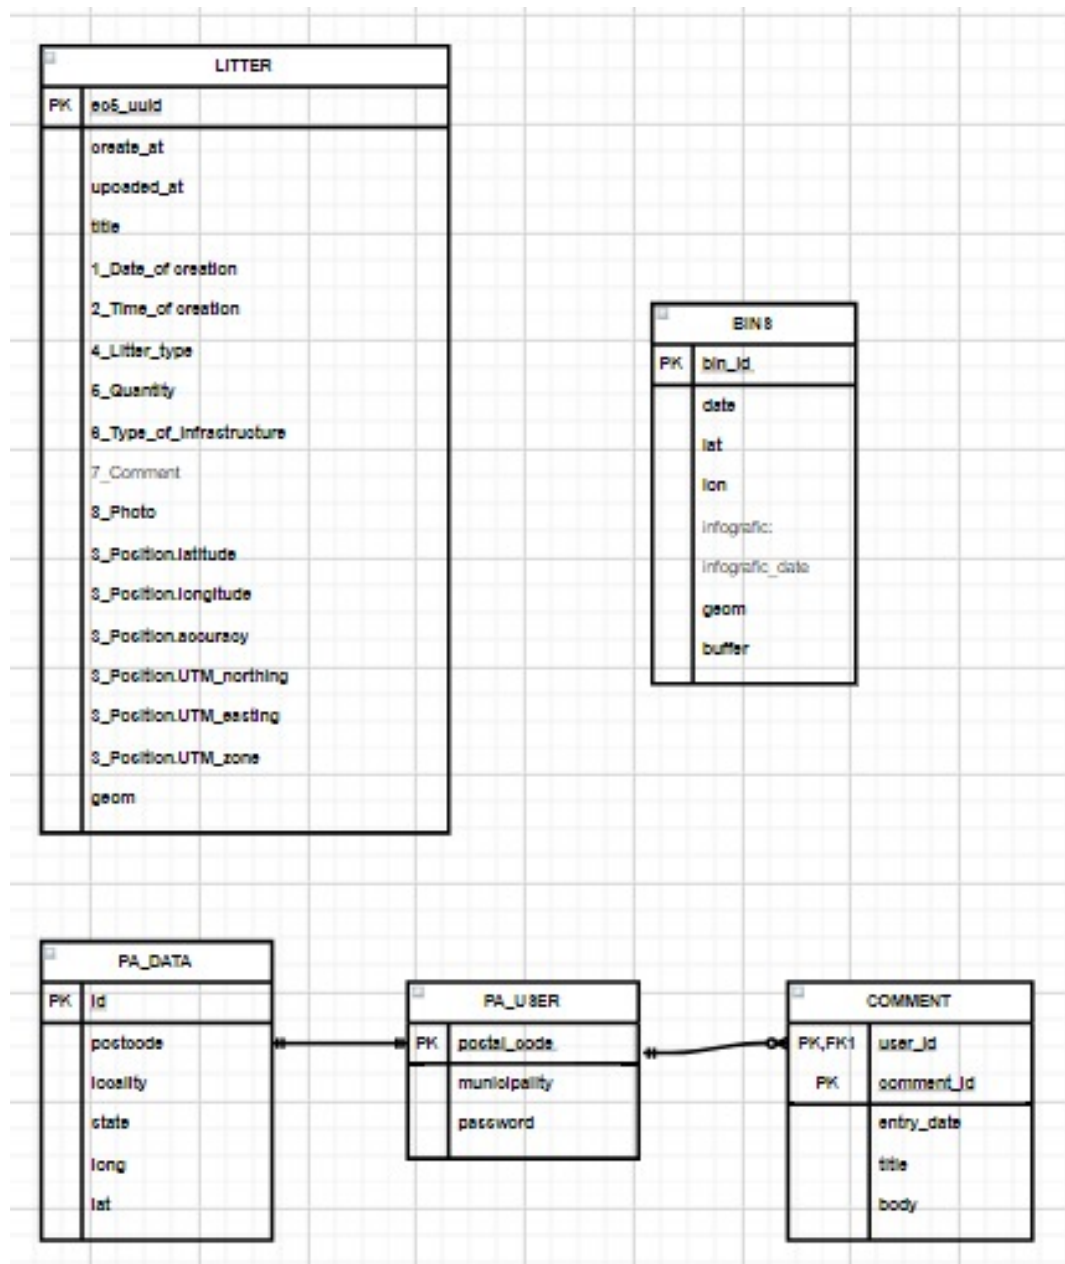 LITTER
PK ec5_uuid
create_at
upoaded_at
title
1_Date_of creation
2_Time_of creation
4_Litter_type
5_Quantity
6_Type_of_infrastructure
7_Comment
8_Photo
3_Position.latitude
3_Position.longitude
3_Position.accuracy
3_Position.UTM_northing
3_Position.UTM_easting
3_Position.UTM_zone
geom
BINS
PK bin_id
date
lat
lon
infografic:
infografic_date
geom
buffer
PA_DATA
PK id
postcode
locality
state
long
lat
PA_USER
PK postal_code
municipality
password
COMMENT
PK,FK1 user_id
PK comment_id
entry_date
title
body